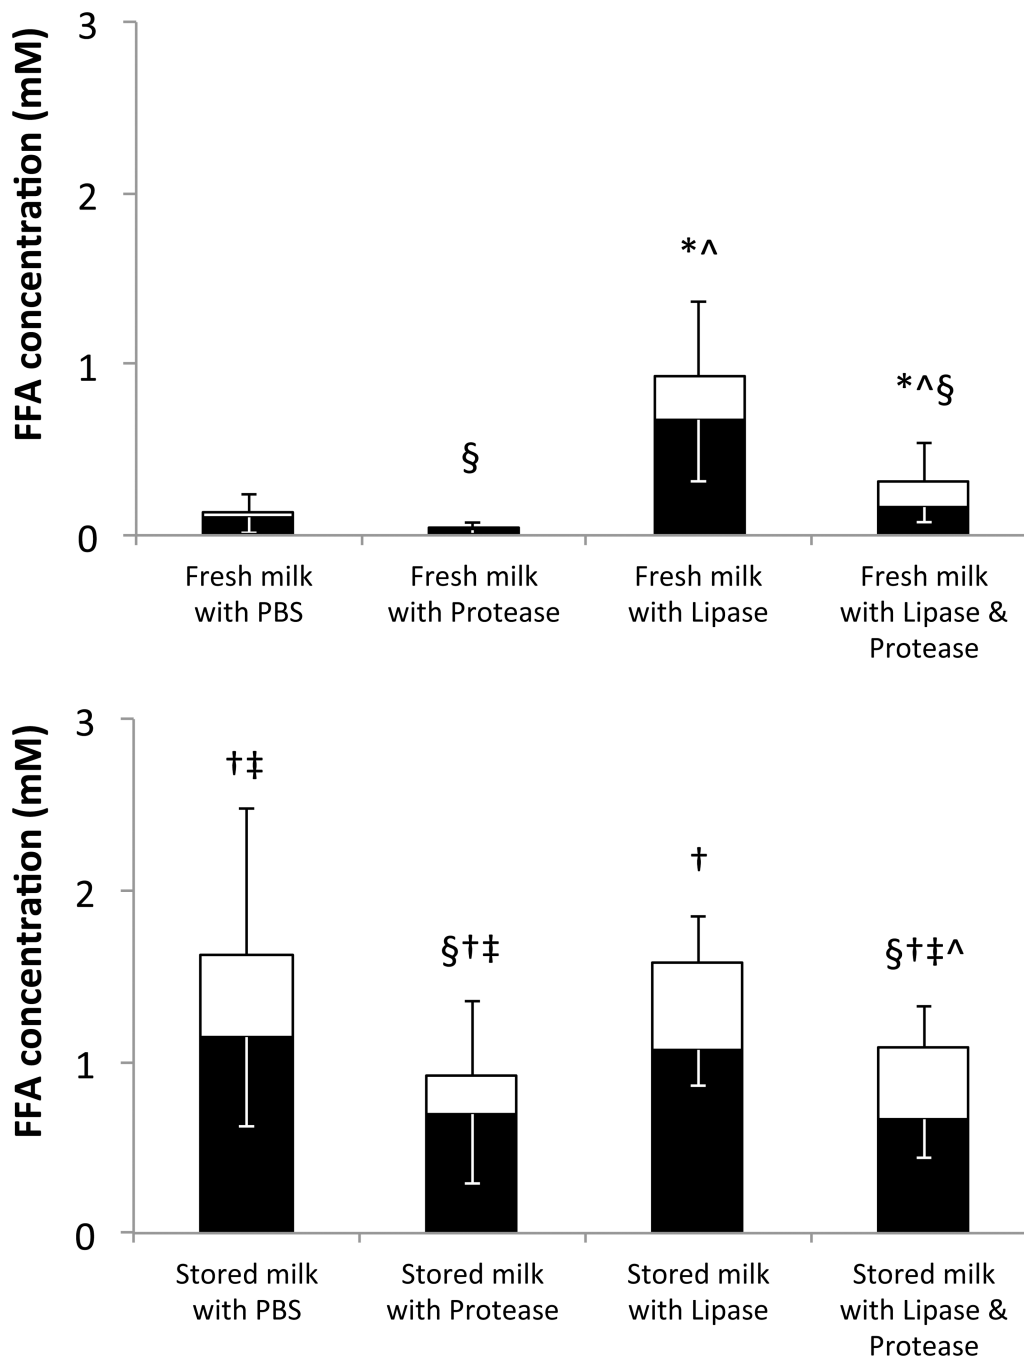 FFA concentration (mM)
3
2
1
0
*^
*^§
§
Fresh milk
with PBS
Fresh milk
with Protease
Fresh milk
with Lipase
Fresh milk
with Lipase &
Protease
FFA concentration (mM)
3
2
1
0
†‡
§†‡
†
§†‡^
Stored milk
with PBS
Stored milk
with Protease
Stored milk
with Lipase
Stored milk
with Lipase &
Protease